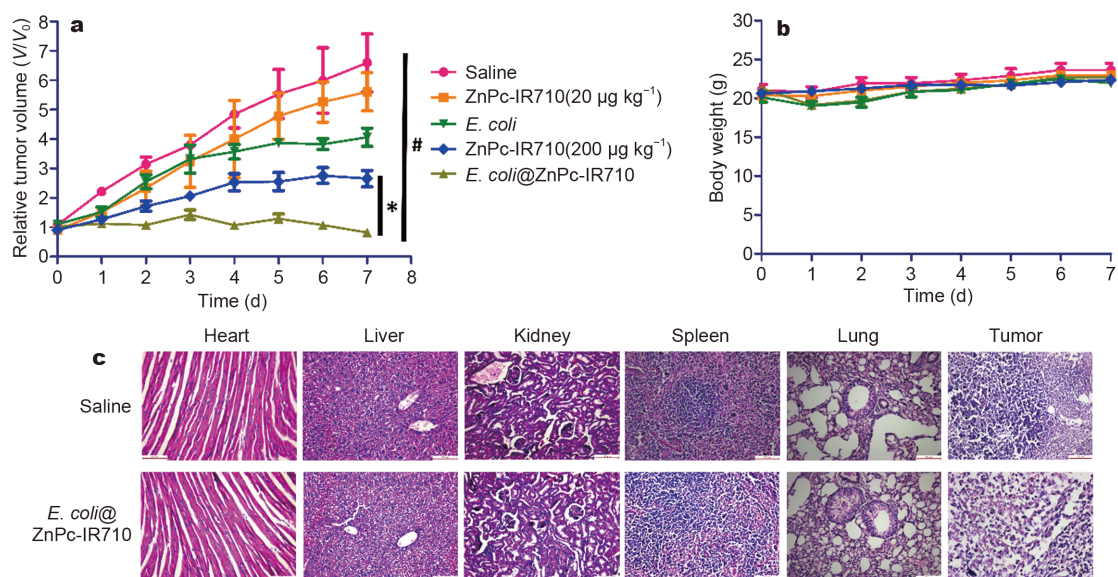 a
Relative tumor volume (V/V₀)
8
7
6
5
4
3
2
1
0
0 1 2 3 4 5 6 7 8
Time (d)
Saline
ZnPc-IR710(20 µg kg⁻¹)
E. coli
ZnPc-IR710(200 µg kg⁻¹)
E. coli@ZnPc-IR710
*
#
b
Body weight (g)
30
25
20
15
10
5
0
0 1 2 3 4 5 6 7
Time (d)
c
Heart Liver Kidney Spleen Lung Tumor
Saline
E. coli@
ZnPc-IR710